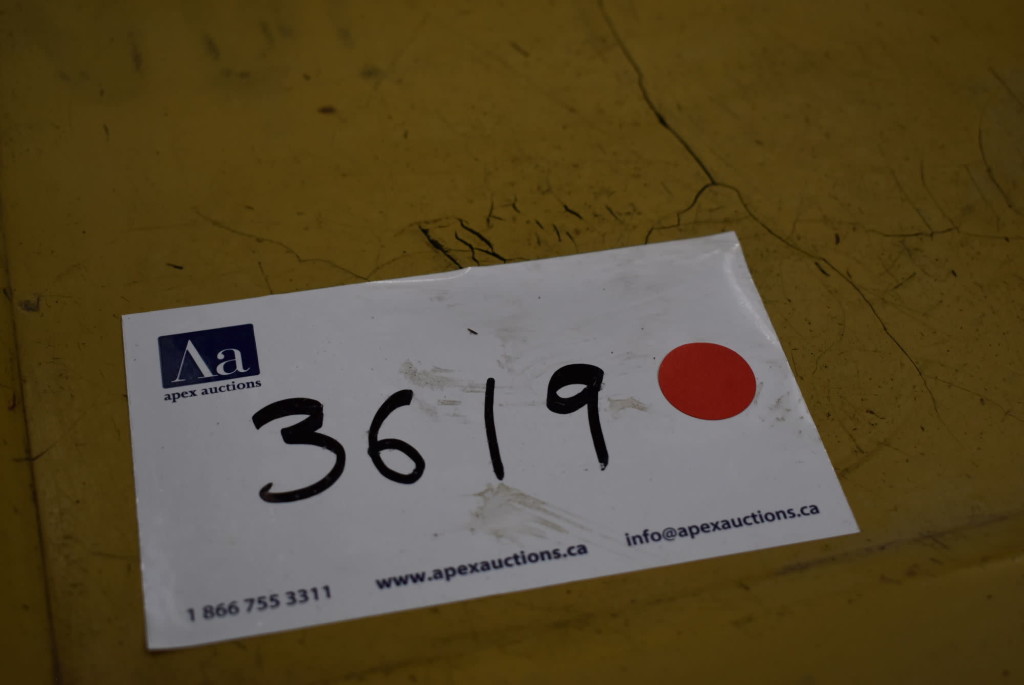 Aa
apex auctions
3619
1 866 755 3311 www.apexauctions.ca info@apexauctions.ca